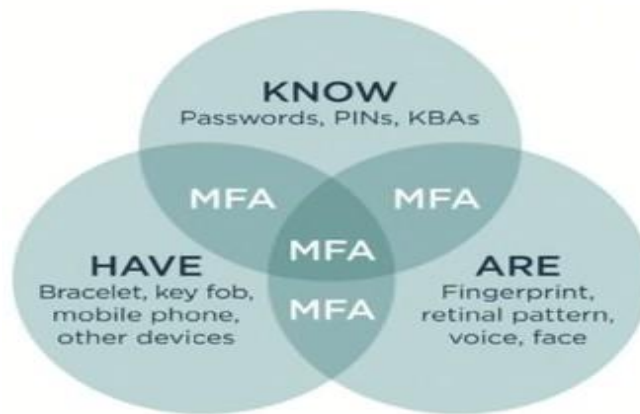 KNOW
Passwords, PINs, KBAs
MFA
MFA
MFA
HAVE
Bracelet, key fob,
mobile phone,
other devices
MFA
ARE
Fingerprint,
retinal pattern,
voice, face